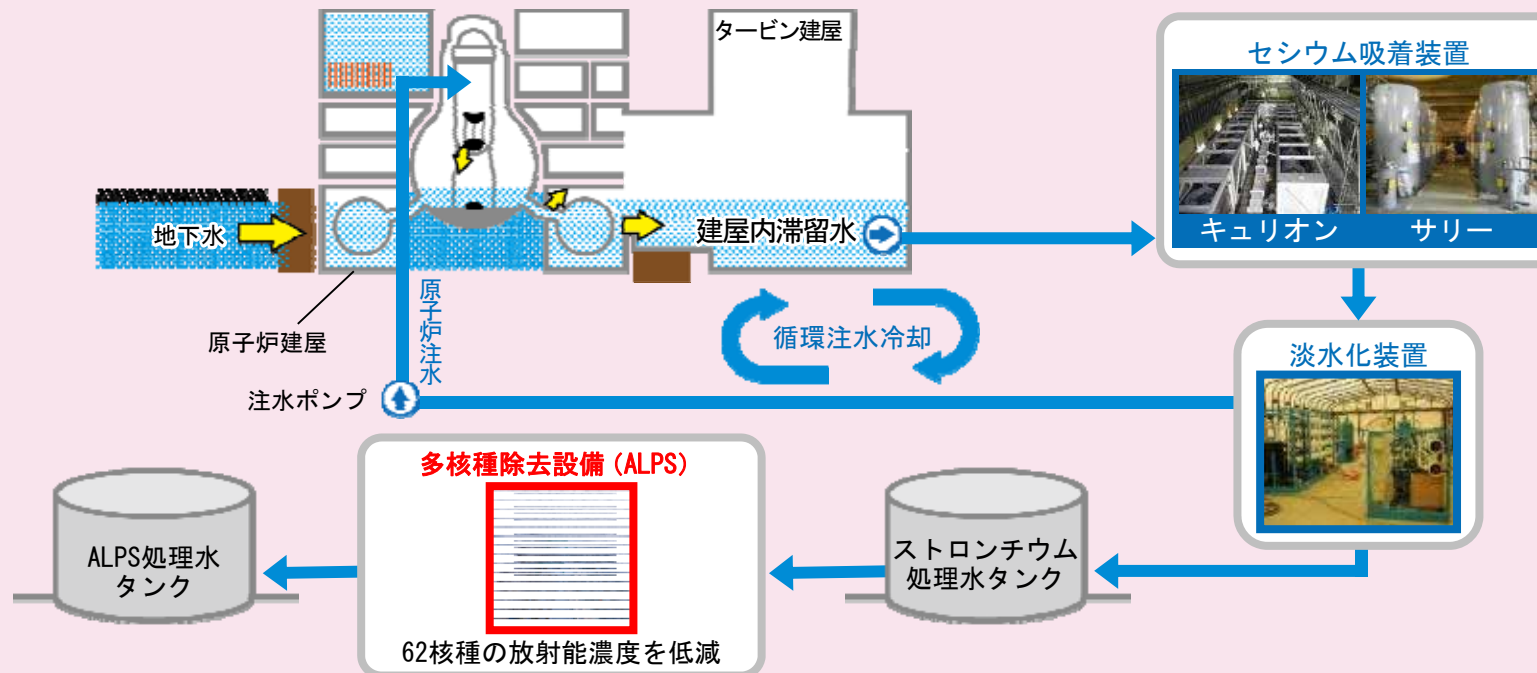 タービン建屋
セシウム吸着装置
キュリオン
サリー
地下水
建屋内滞留水
原子炉建屋
原子炉注水
循環注水冷却
注水ポンプ
淡水化装置
多核種除去設備(ALPS)
62核種の放射能濃度を低減
ALPS処理水
タンク
ストロンチウム
処理水タンク